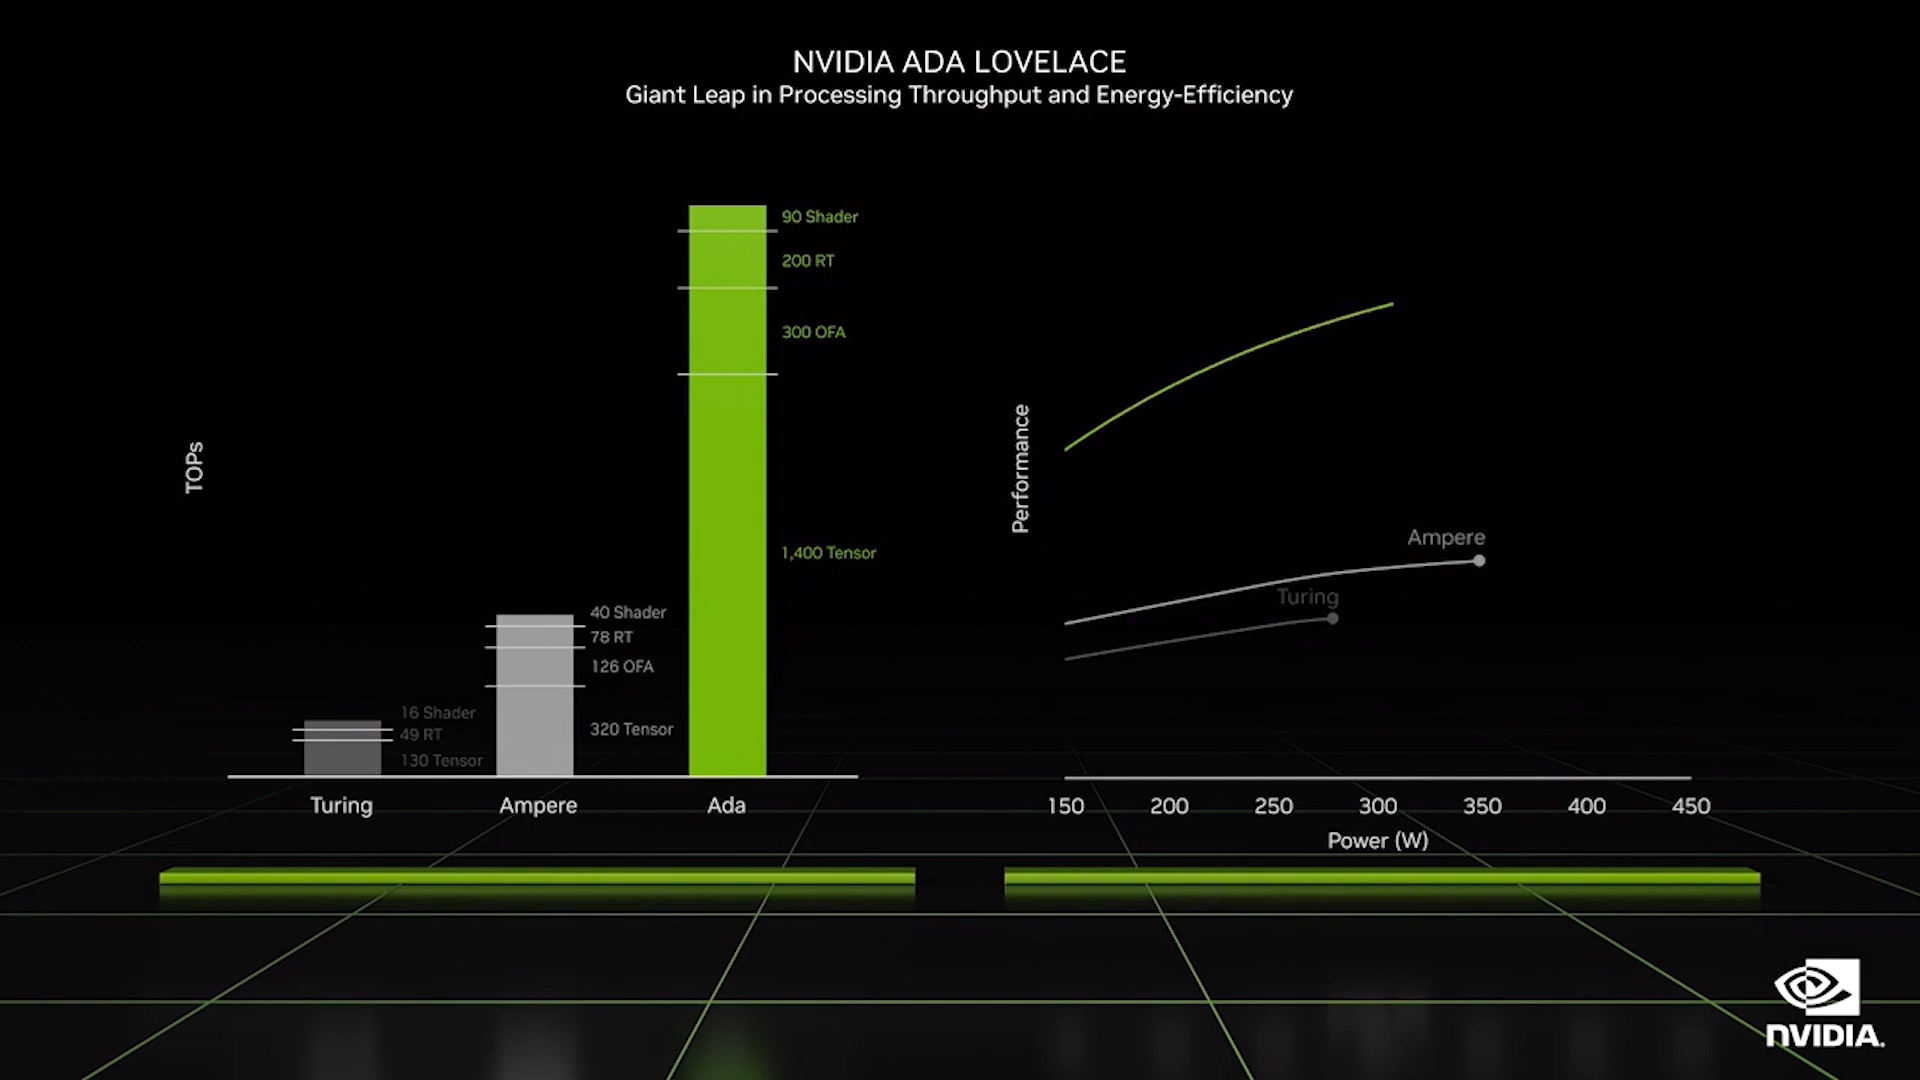 NVIDIA ADA LOVELACE
Giant Leap in Processing Throughput and Energy-Efficiency
TOPs
16 Shader
49 RT
130 Tensor
40 Shader
78 RT
126 OFA
320 Tensor
90 Shader
200 RT
300 OFA
1,400 Tensor
Turing Ampere Ada
Performance
Ampere
Turing
150 200 250 300 350 400 450
Power (W)
NVIDIA.